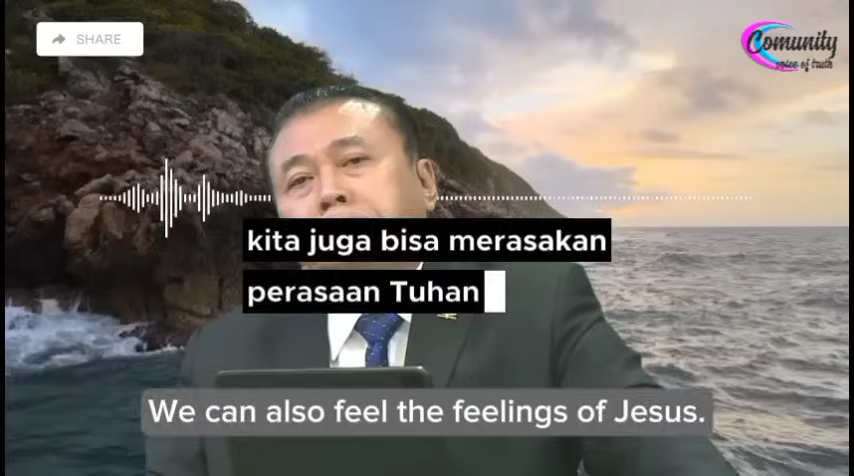 SHARE
Comunity
voice of truth
kita juga bisa merasakan
perasaan Tuhan
We can also feel the feelings of Jesus.